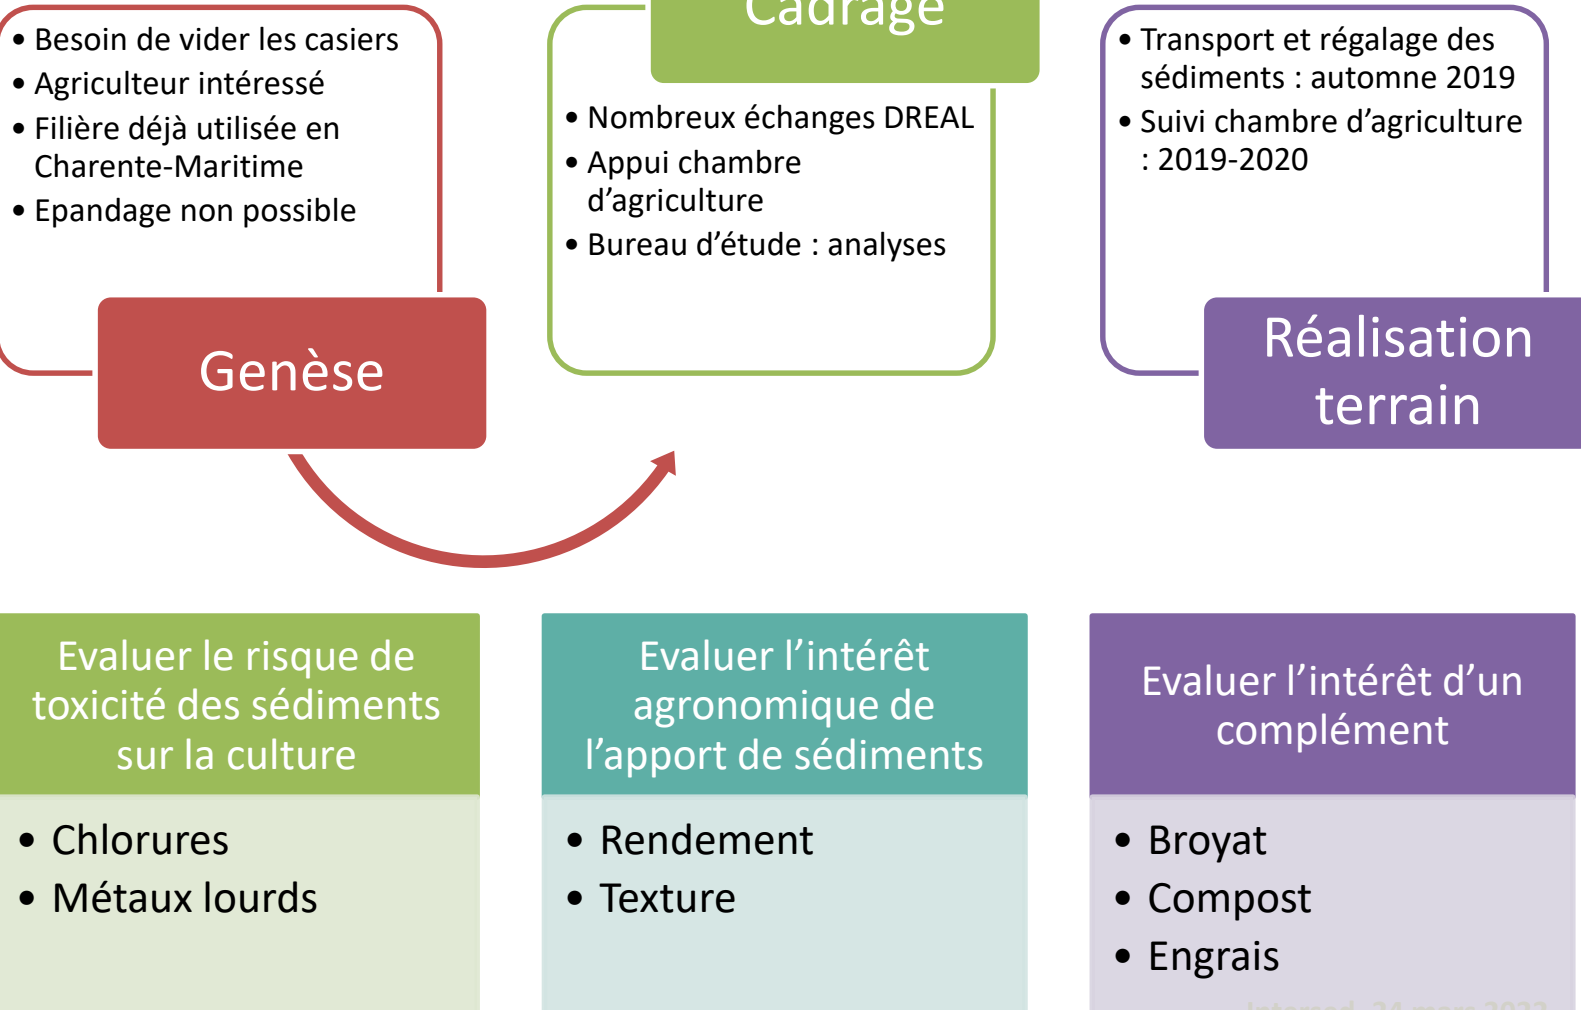 • Besoin de vider les casiers
• Agriculteur intéressé
• Filière déjà utilisée en
Charente-Maritime
• Epandage non possible
Genèse
Cadrage
• Nombreux échanges DREAL
• Appui chambre
d’agriculture
• Bureau d’étude : analyses
• Transport et régalage des
sédiments : automne 2019
• Suivi chambre d’agriculture
: 2019-2020
Réalisation
terrain
Evaluer le risque de
toxicité des sédiments
sur la culture
• Chlorures
• Métaux lourds
Evaluer l’intérêt
agronomique de
l’apport de sédiments
• Rendement
• Texture
Evaluer l’intérêt d’un
complément
• Broyat
• Compost
• Engrais